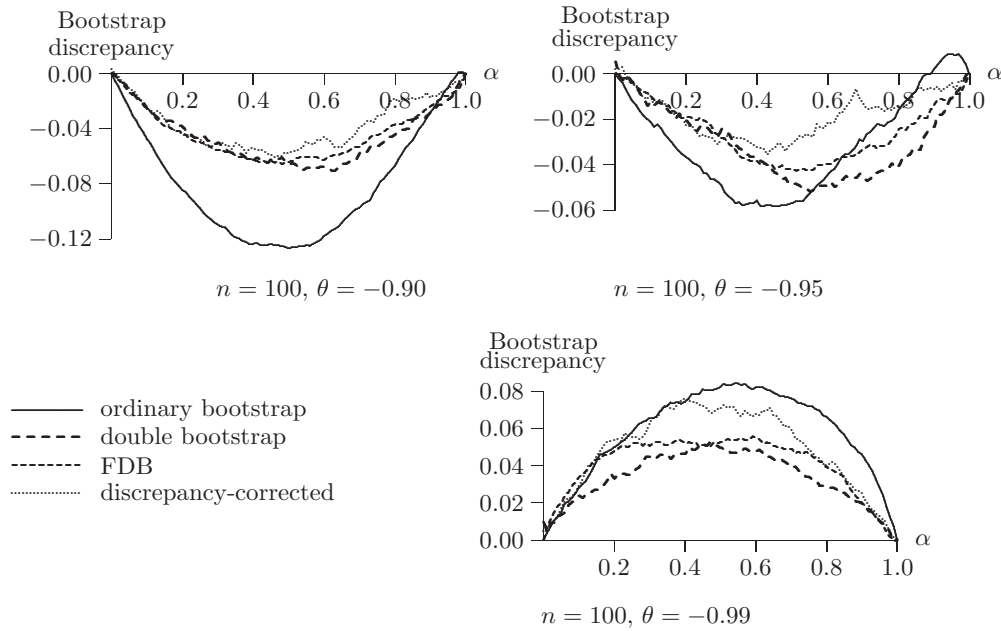 Bootstrap
discrepancy
0.00
−0.04
−0.08
−0.12
0.2
0.4
0.6
0.8
1.0
α
n = 100, θ = −0.90
Bootstrap
discrepancy
0.00
−0.02
−0.04
−0.06
0.2
0.4
0.6
0.8
1.0
α
n = 100, θ = −0.95
ordinary bootstrap
double bootstrap
FDB
discrepancy-corrected
Bootstrap
discrepancy
0.08
0.06
0.04
0.02
0.00
0.2
0.4
0.6
0.8
1.0
α
n = 100, θ = −0.99